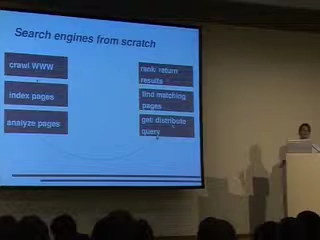 Search engines from scratch
crawl WWW
index pages
analyze pages
rank/return
results
find matching
pages
get/distribute
query